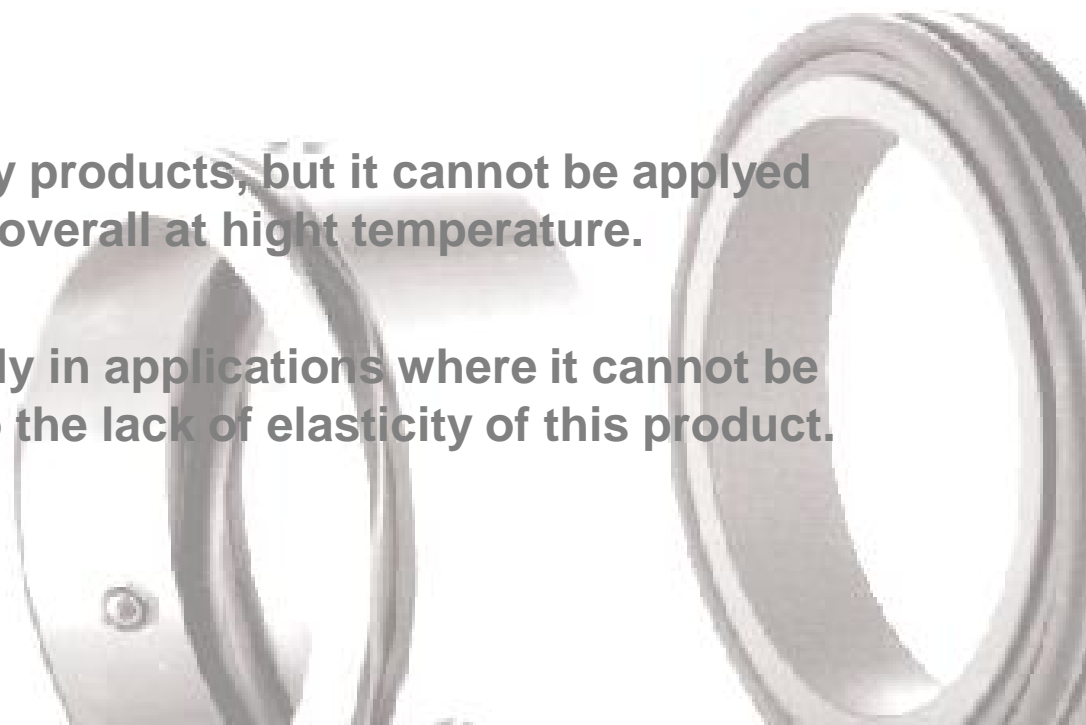 y products, but it cannot be applyed
overall at hight temperature.
ly in applications where it cannot be
the lack of elasticity of this product.